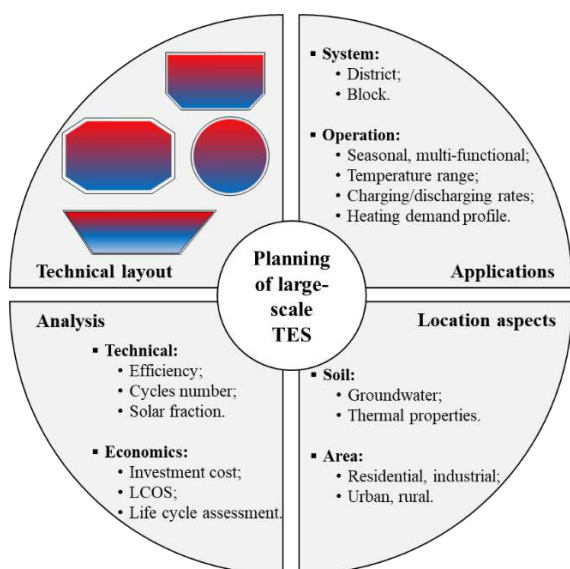 Technical layout
▪ System:
• District;
• Block.
▪ Operation:
• Seasonal, multi-functional;
• Temperature range;
• Charging/discharging rates;
• Heating demand profile.
Applications
Planning
of large-
scale
TES
Analysis
▪ Technical:
• Efficiency;
• Cycles number;
• Solar fraction.
▪ Economics:
• Investment cost;
• LCOS;
• Life cycle assessment.
Location aspects
▪ Soil:
• Groundwater;
• Thermal properties.
▪ Area:
• Residential, industrial;
• Urban, rural.